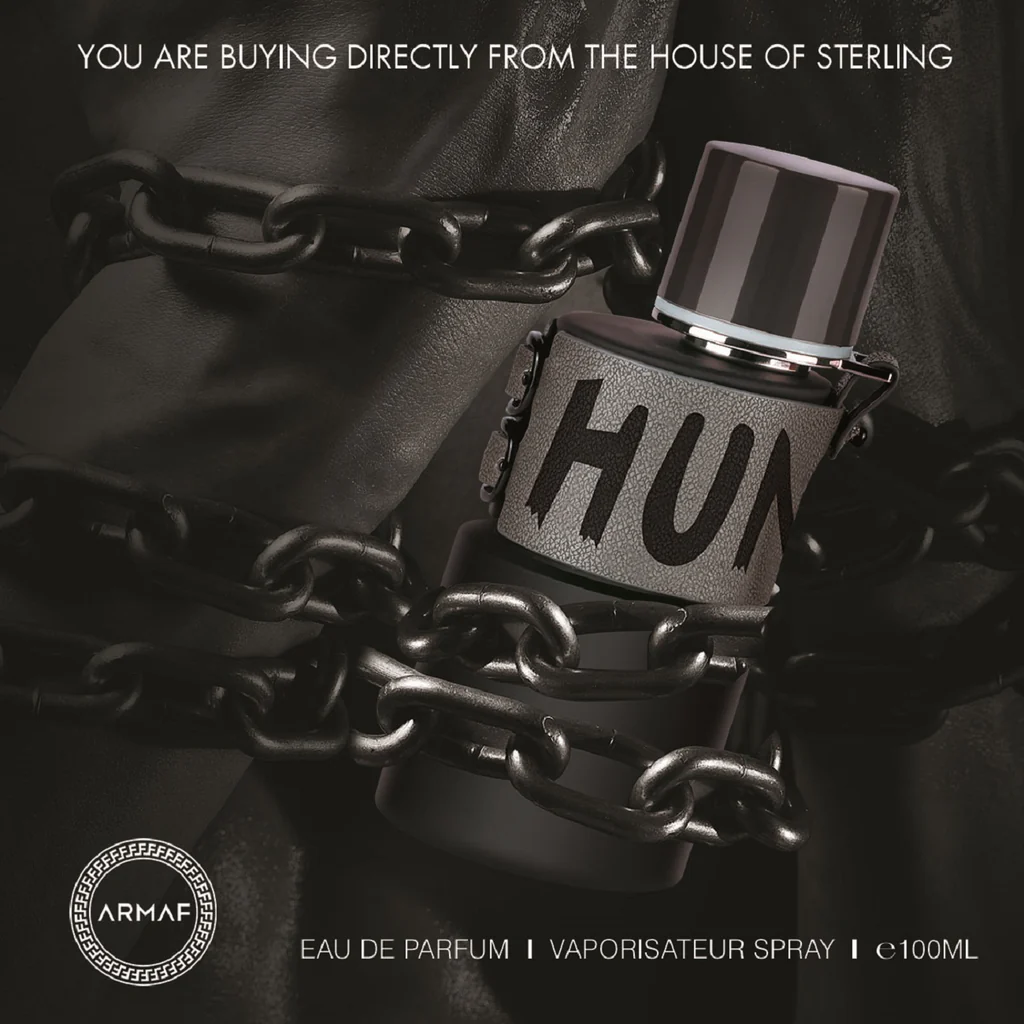 YOU ARE BUYING DIRECTLY FROM THE HOUSE OF STERLING
HUN
ARMAF
EAU DE PARFUM I VAPORISATEUR SPRAY I ℮100ML